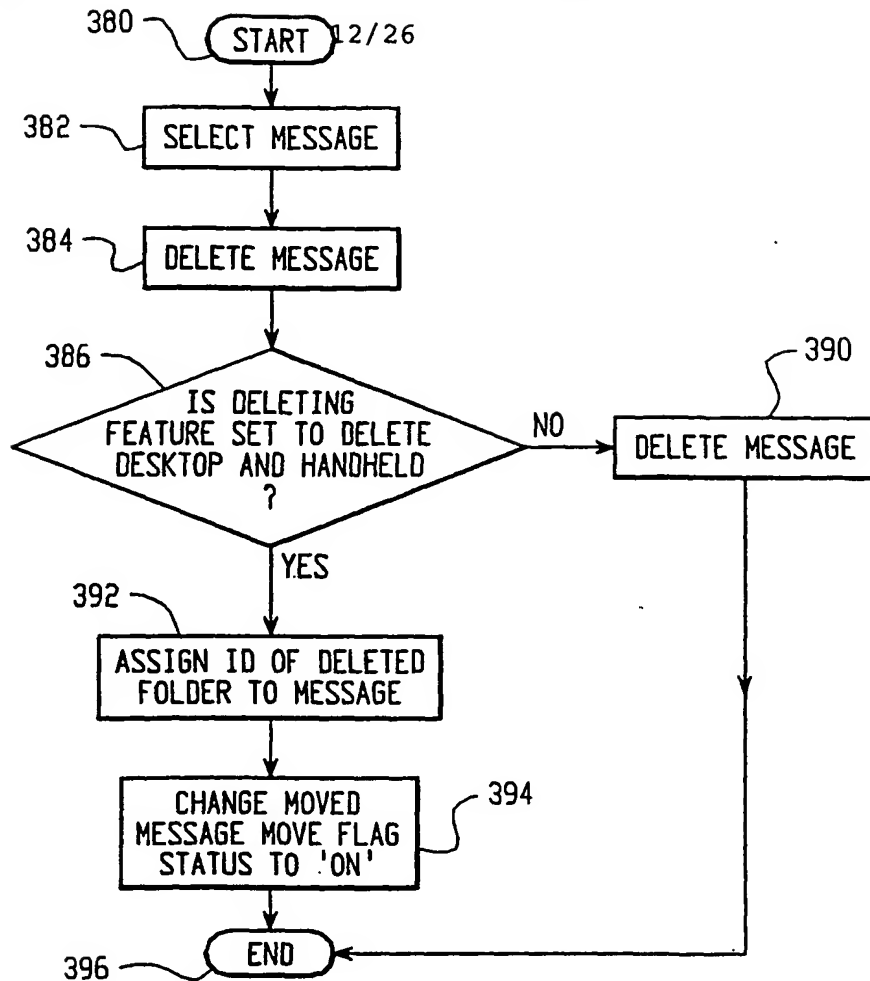 380
START
12/26
382
SELECT MESSAGE
384
DELETE MESSAGE
386
IS DELETING
FEATURE SET TO DELETE
DESKTOP AND HANDHELD
?
NO
390
DELETE MESSAGE
YES
392
ASSIGN ID OF DELETED
FOLDER TO MESSAGE
CHANGE MOVED
MESSAGE MOVE FLAG
STATUS TO 'ON'
394
END
396